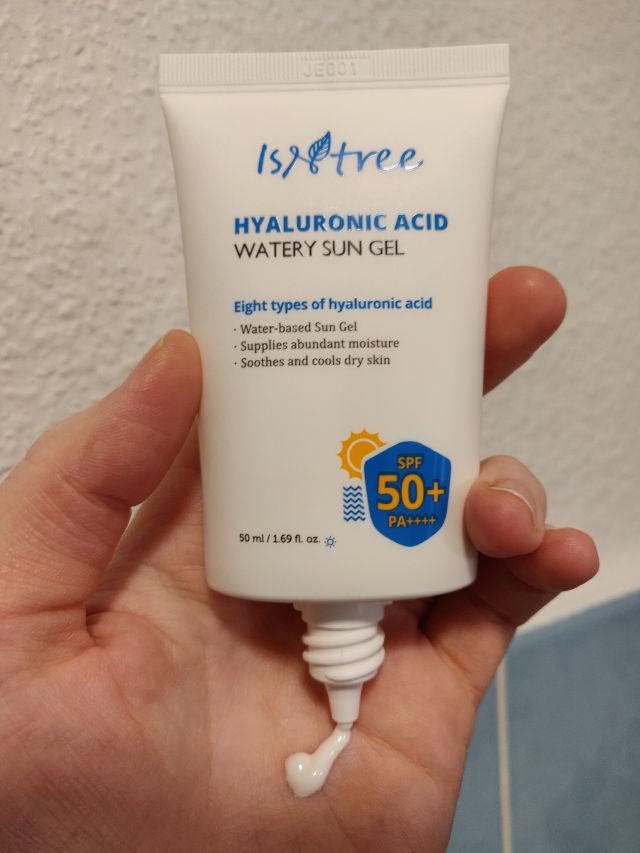 JE001
Isntree
HYALURONIC ACID
WATERY SUN GEL
Eight types of hyaluronic acid
· Water-based Sun Gel
· Supplies abundant moisture
· Soothes and cools dry skin
SPF
50+
PA++++
50 ml / 1.69 fl. oz.